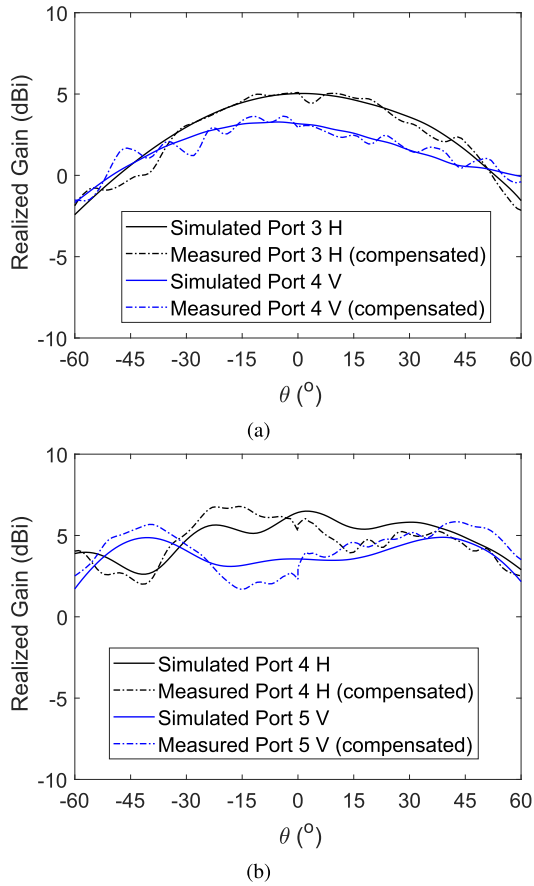 10
5
0
-5
-10
Realized Gain (dBi)
Simulated Port 3 H
Measured Port 3 H (compensated)
Simulated Port 4 V
Measured Port 4 V (compensated)
-60 -45 -30 -15 0 15 30 45 60
θ (°)
(a)
10
5
0
-5
-10
Realized Gain (dBi)
Simulated Port 4 H
Measured Port 4 H (compensated)
Simulated Port 5 V
Measured Port 5 V (compensated)
-60 -45 -30 -15 0 15 30 45 60
θ (°)
(b)